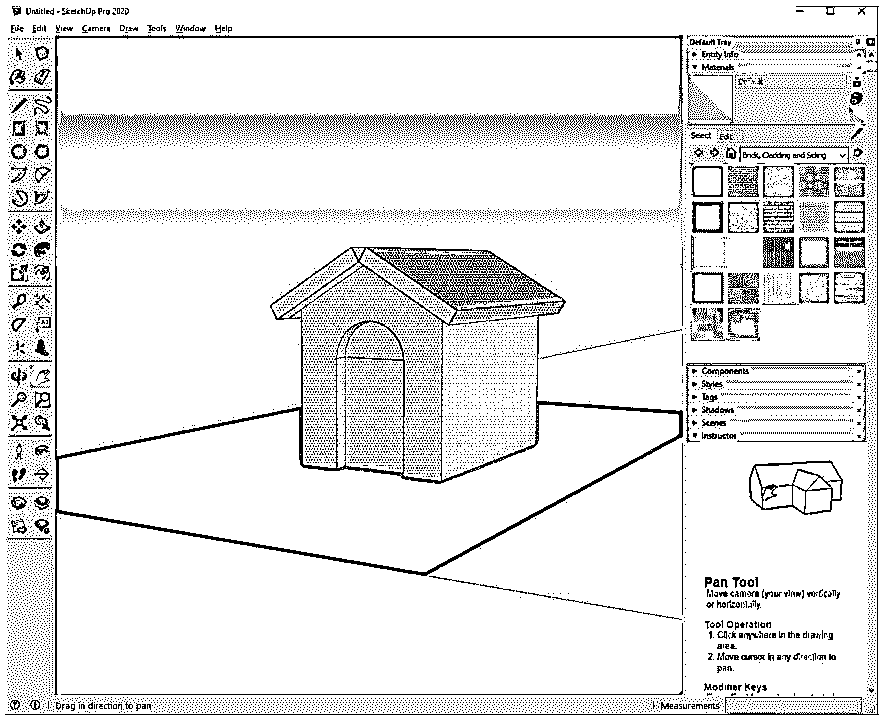 Untitled - SketchUp Pro 2020
File Edit View Camera Draw Tools Window Help
Default Tray
Entity Info
Materials
Select Edit
Brick, Cladding and Siding
Components
Styles
Tags
Shadows
Scenes
Instructor
Pan Tool
Move camera (your view) vertically
or horizontally.
Tool Operation
1. Click anywhere in the drawing
area.
2. Move cursor in any direction to
pan.
Modifier Keys
Drag in direction to pan
Measurements